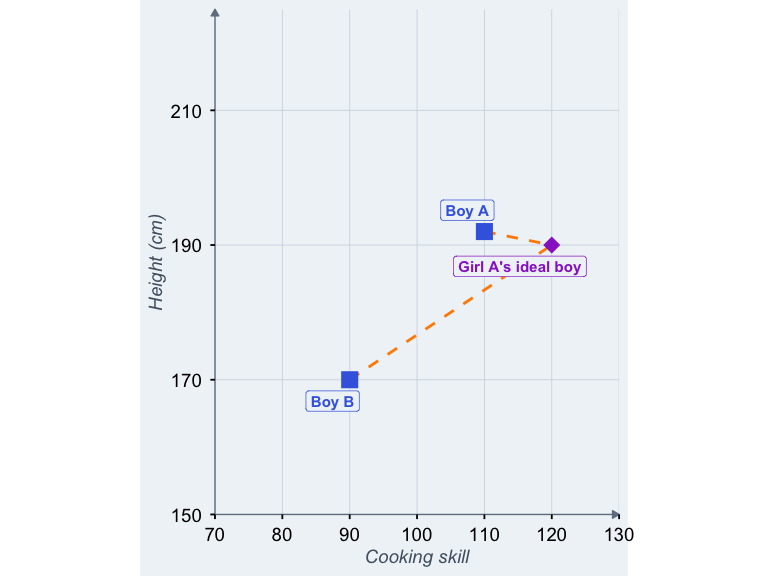 210
Boy A
190
Girl A's ideal boy
Height (cm)
170
Boy B
150
70 80 90 100 110 120 130
Cooking skill